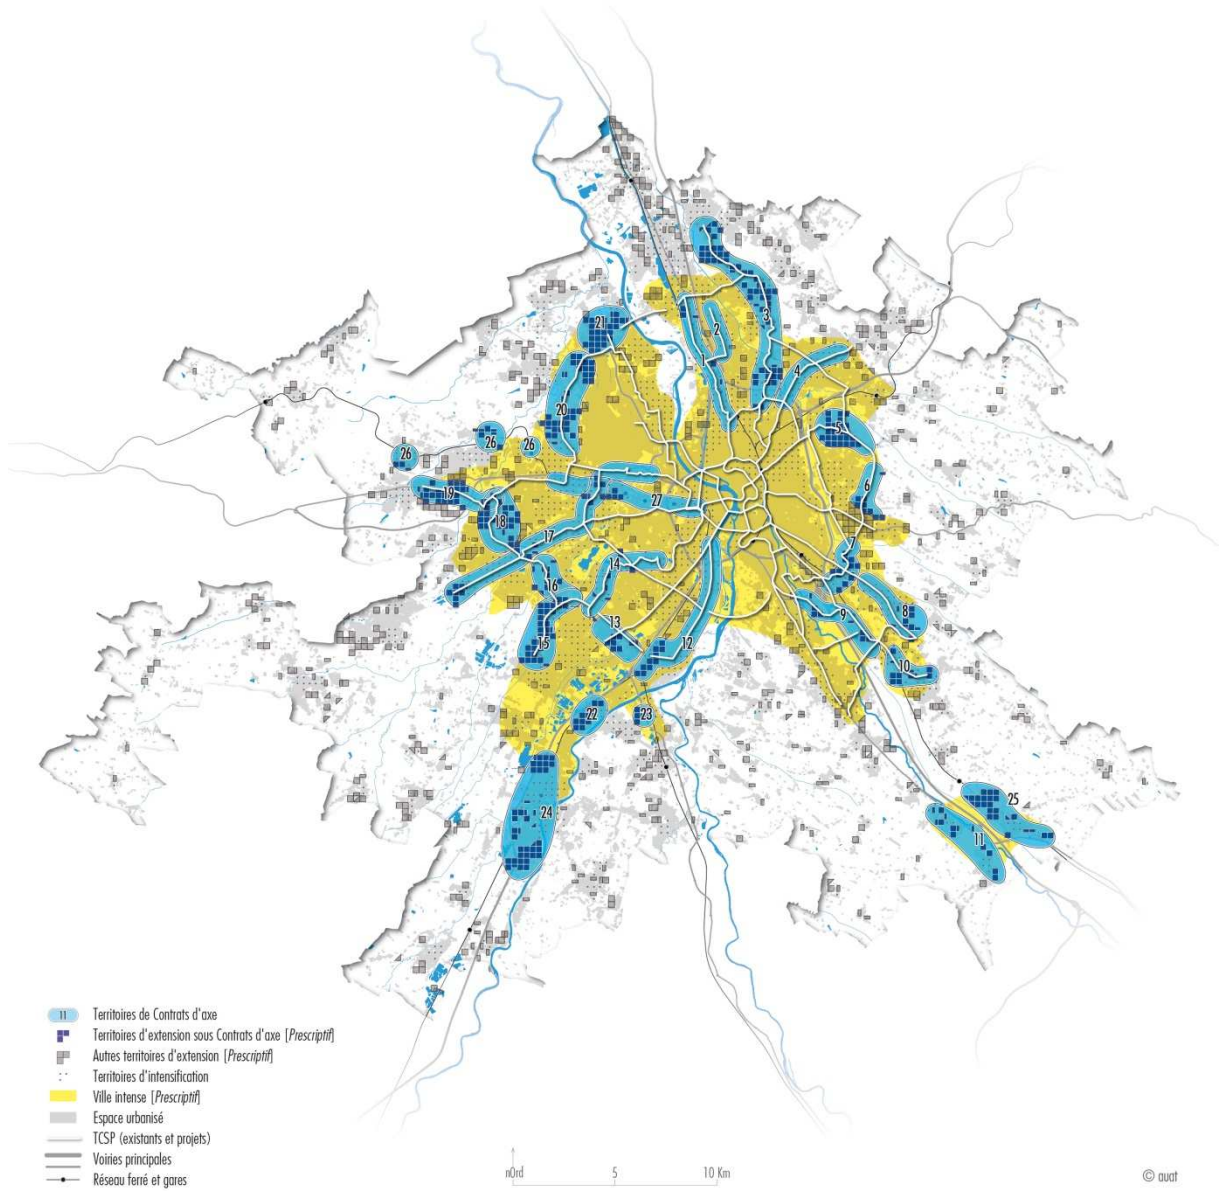 21
2
3
1
4
20
5
26
26
26
19
27
6
18
17
7
14
16
8
9
13
15
12
10
22
23
25
24
11
11 Territoires de Contrats d'axe
Territoires d'extension sous Contrats d'axe [Prescriptif]
Autres territoires d'extension [Prescriptif]
Territoires d'intensification
Ville intense [Prescriptif]
Espace urbanisé
TCSP (existants et projets)
Voiries principales
Réseau ferré et gares
nOrd 5 10 Km
© auat